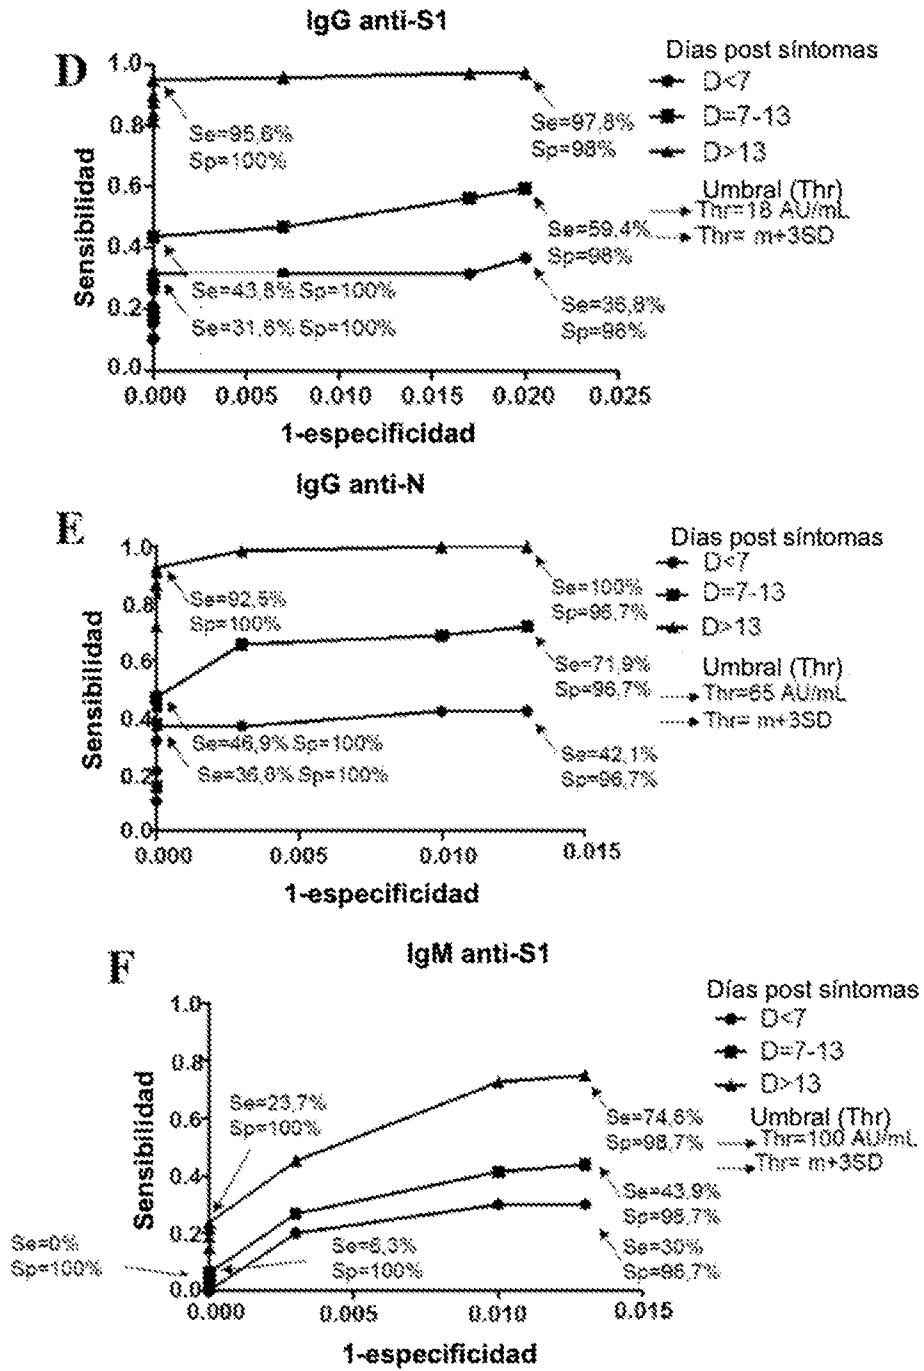 IgG anti-S1
D
Días post síntomas
D<7
D=7-13
D>13
Umbral (Thr)
Thr=18 AU/mL
Thr= m+3SD
Sensibilidad
1.0
0.8
0.6
0.4
0.2
0.0
Se=95,6%
Sp=100%
Se=97,8%
Sp=98%
Se=59,4%
Sp=98%
Se=43,8% Sp=100%
Se=31,6% Sp=100%
Se=36,8%
Sp=98%
0.000
0.005
0.010
0.015
0.020
0.025
1-especificidad
IgG anti-N
E
Días post síntomas
D<7
D=7-13
D>13
Umbral (Thr)
Thr=65 AU/mL
Thr= m+3SD
Sensibilidad
1.0
0.8
0.6
0.4
0.2
0.0
Se=92,5%
Sp=100%
Se=100%
Sp=98,7%
Se=71,9%
Sp=98,7%
Se=46,9% Sp=100%
Se=36,8% Sp=100%
Se=42,1%
Sp=98,7%
0.000
0.005
0.010
0.015
1-especificidad
IgM anti-S1
F
Días post síntomas
D<7
D=7-13
D>13
Umbral (Thr)
Thr=100 AU/mL
Thr= m+3SD
Sensibilidad
1.0
0.8
0.6
0.4
0.2
0.0
Se=23,7%
Sp=100%
Se=74,6%
Sp=98,7%
Se=43,9%
Sp=98,7%
Se=0%
Sp=100%
Se=6,3%
Sp=100%
Se=30%
Sp=98,7%
0.000
0.005
0.010
0.015
1-especificidad